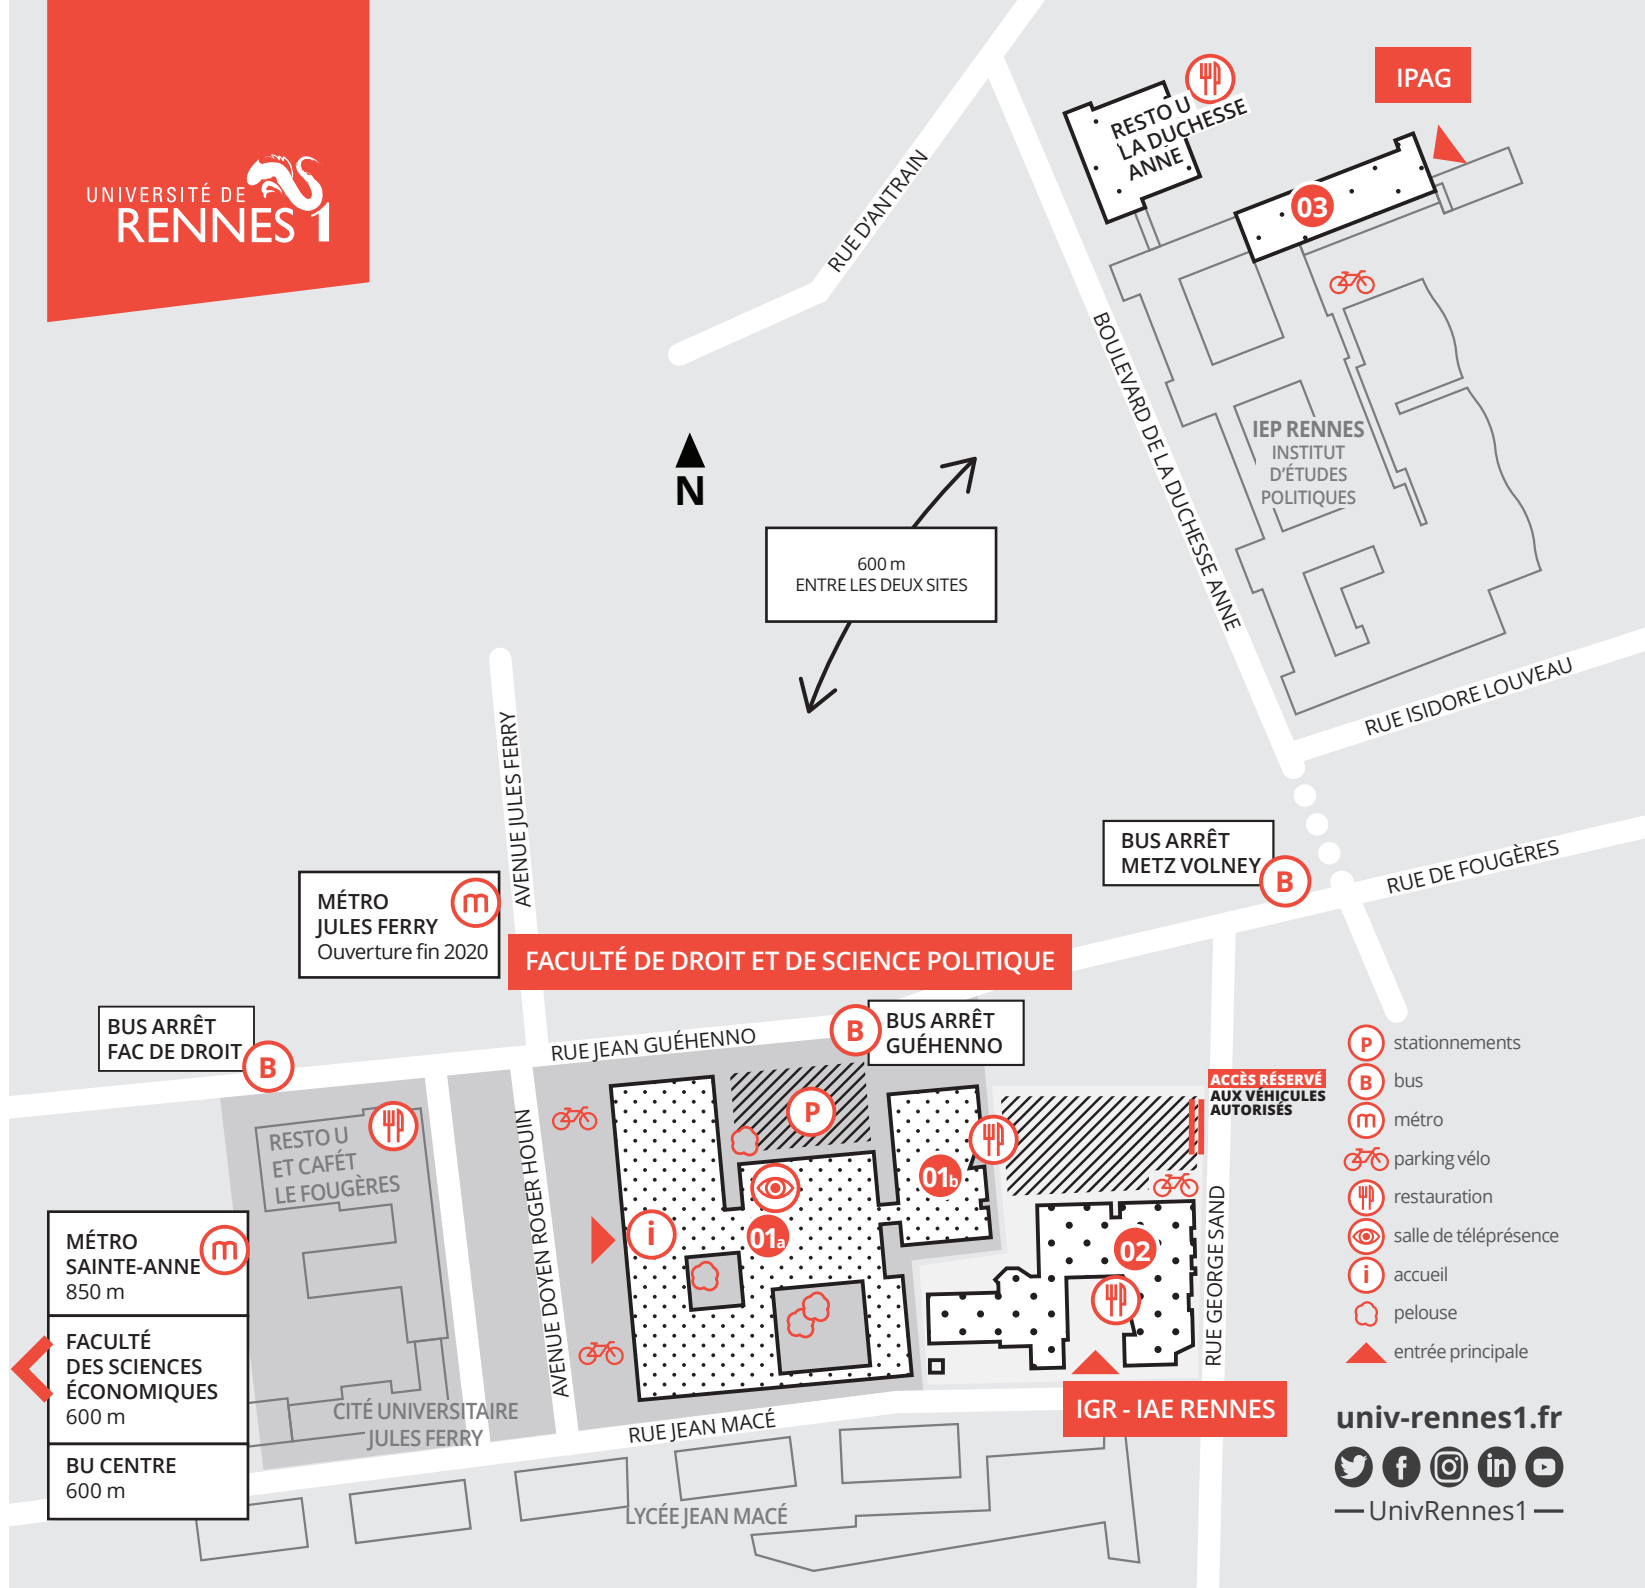 UNIVERSITÉ DE
RENNES 1
IPAG
RESTO U
LA DUCHESSE
ANNE
03
RUE D'ANTRAIN
BOULEVARD DE LA DUCHESSE ANNE
IEP RENNES
INSTITUT
D'ÉTUDES
POLITIQUES
N
600 m
ENTRE LES DEUX SITES
RUE ISIDORE LOUVEAU
AVENUE JULES FERRY
BUS ARRÊT
METZ VOLNEY
B
RUE DE FOUGÈRES
MÉTRO
JULES FERRY
Ouverture fin 2020
m
FACULTÉ DE DROIT ET DE SCIENCE POLITIQUE
BUS ARRÊT
FAC DE DROIT
B
RUE JEAN GUÉHENNO
B
BUS ARRÊT
GUÉHENNO
ACCÈS RÉSERVÉ
AUX VÉHICULES
AUTORISÉS
P
RESTO U
ET CAFÉT
LE FOUGÈRES
AVENUE DOYEN ROGER HOUIN
i
01a
01b
02
RUE GEORGE SAND
MÉTRO
SAINTE-ANNE
850 m
m
FACULTÉ
DES SCIENCES
ÉCONOMIQUES
600 m
BU CENTRE
600 m
CITÉ UNIVERSITAIRE
JULES FERRY
RUE JEAN MACÉ
IGR - IAE RENNES
LYCÉE JEAN MACÉ
P stationnements
B bus
m métro
parking vélo
restauration
salle de téléprésence
i accueil
pelouse
entrée principale
univ-rennes1.fr
f in
UnivRennes1